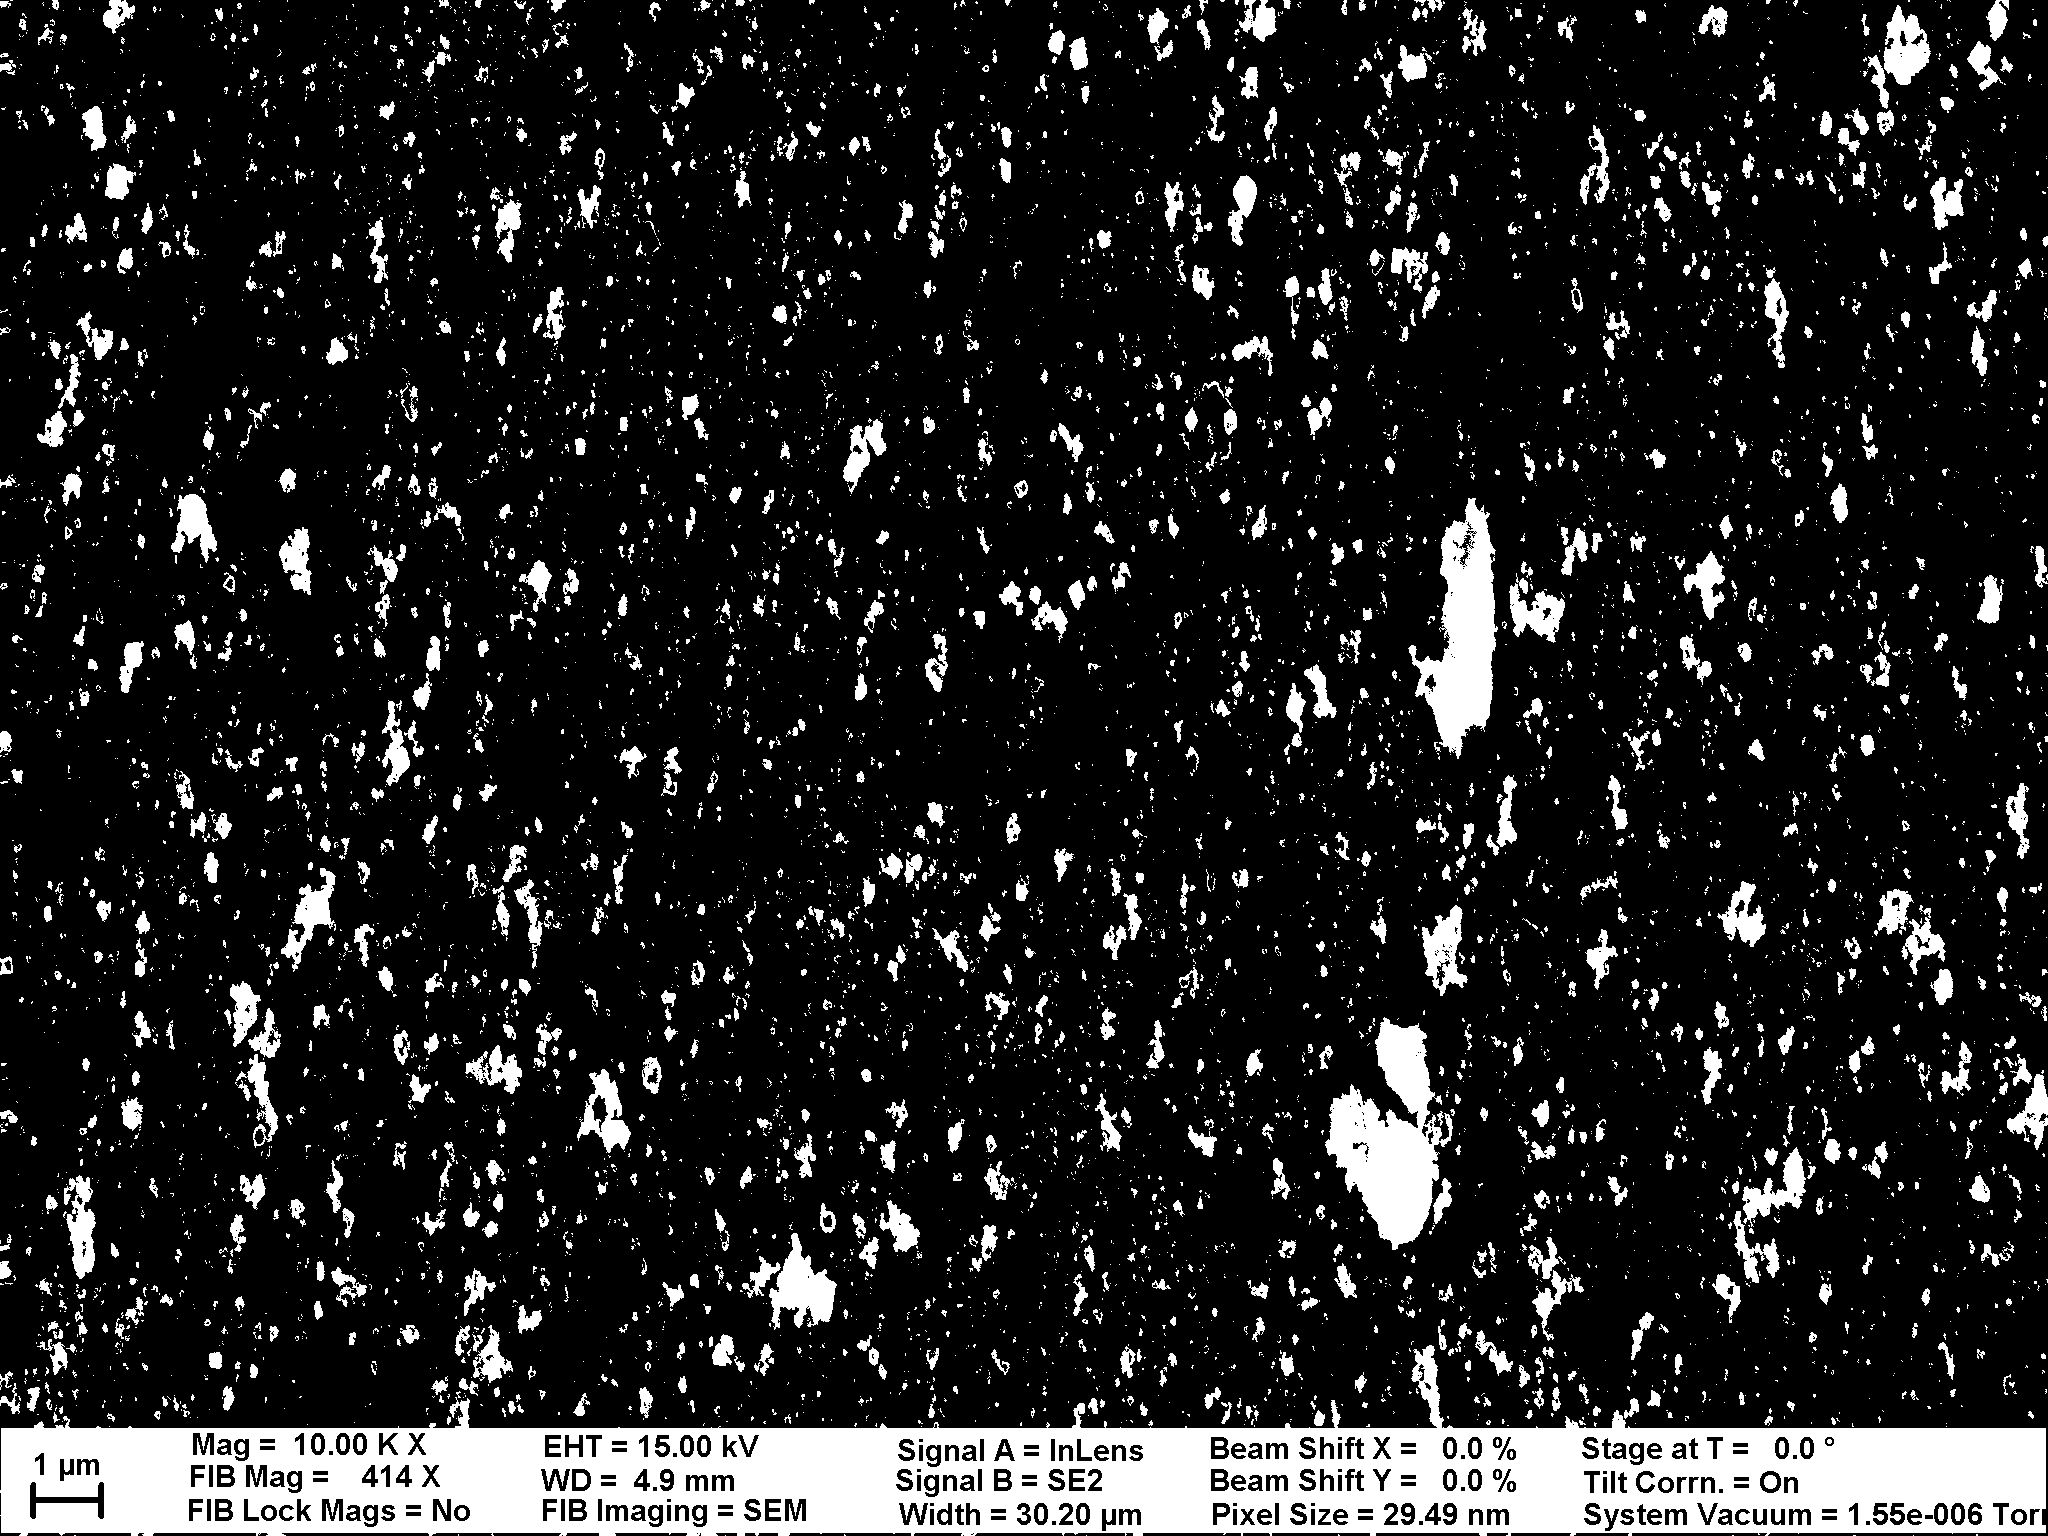 1 µm
Mag = 10.00 K X
FIB Mag = 414 X
FIB Lock Mags = No
EHT = 15.00 kV
WD = 4.9 mm
FIB Imaging = SEM
Signal A = InLens
Signal B = SE2
Width = 30.20 µm
Beam Shift X = 0.0 %
Beam Shift Y = 0.0 %
Pixel Size = 29.49 nm
Stage at T = 0.0 °
Tilt Corrn. = On
System Vacuum = 1.55e-006 Torr